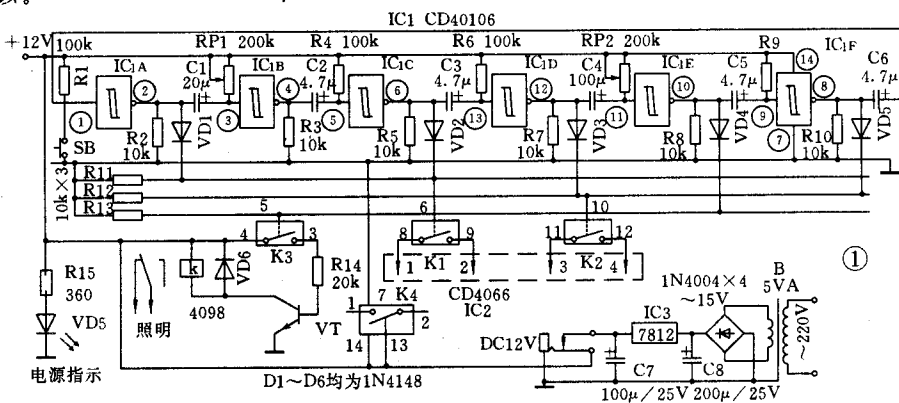 IC1 CD40106
+12V 100k RP1 200k R4 100k R6 100k RP2 200k R9
R1 IC1A C1 20μ IC1B C2 4.7μ IC1C C3 4.7μ IC1D C4 100μ IC1E C5 4.7μ IC1F C6 4.7μ
① ② ③ ④ ⑤ ⑥ ⑬ ⑫ ⑪ ⑩ ⑨ ⑭ ⑧ ⑦
SB R2 10k VD1 R3 10k R5 10k VD2 R7 10k VD3 R8 10k VD4 R10 10k VD5
10k×3 R11
R12
R13
5 6 10
4 K3 3 8 K1 9 11 K2 12
1 2 3 4
CD4066
IC2
R15
360
VD5
电源指示
照明
k
4098
VD6
R14
20k
VT
1 7 K4 2
14 13
D1~D6均为1N4148
DC12V
IC3
7812
C7
100μ/25V
C8
200μ/25V
1N4004×4
~15V
B
5VA
~220V
①